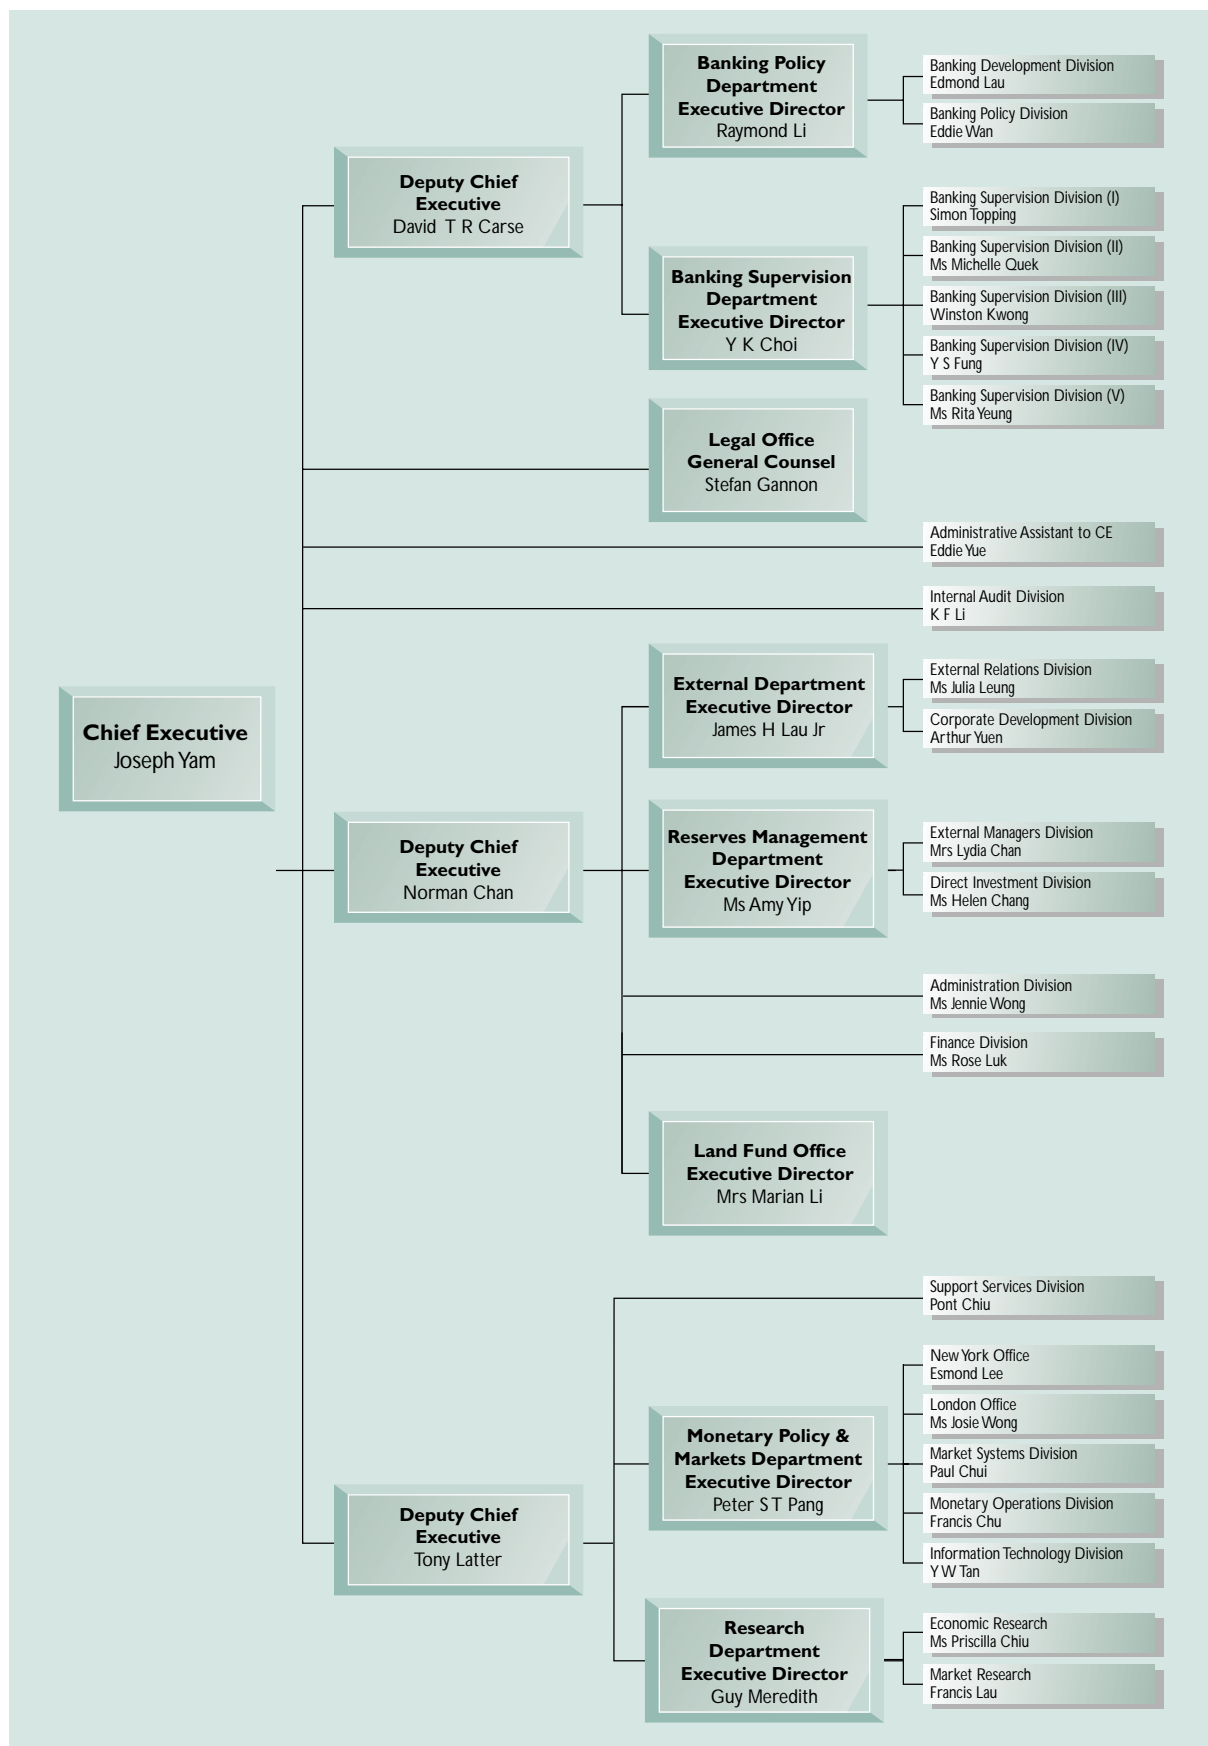 Chief Executive
Joseph Yam
Deputy Chief
Executive
David T R Carse
Banking Policy
Department
Executive Director
Raymond Li
Banking Development Division
Edmond Lau
Banking Policy Division
Eddie Wan
Banking Supervision
Department
Executive Director
Y K Choi
Banking Supervision Division (I)
Simon Topping
Banking Supervision Division (II)
Ms Michelle Quek
Banking Supervision Division (III)
Winston Kwong
Banking Supervision Division (IV)
Y S Fung
Banking Supervision Division (V)
Ms Rita Yeung
Legal Office
General Counsel
Stefan Gannon
Administrative Assistant to CE
Eddie Yue
Internal Audit Division
K F Li
Deputy Chief
Executive
Norman Chan
External Department
Executive Director
James H Lau Jr
External Relations Division
Ms Julia Leung
Corporate Development Division
Arthur Yuen
Reserves Management
Department
Executive Director
Ms Amy Yip
External Managers Division
Mrs Lydia Chan
Direct Investment Division
Ms Helen Chang
Administration Division
Ms Jennie Wong
Finance Division
Ms Rose Luk
Land Fund Office
Executive Director
Mrs Marian Li
Deputy Chief
Executive
Tony Latter
Support Services Division
Pont Chiu
Monetary Policy &
Markets Department
Executive Director
Peter S T Pang
New York Office
Esmond Lee
London Office
Ms Josie Wong
Market Systems Division
Paul Chui
Monetary Operations Division
Francis Chu
Information Technology Division
Y W Tan
Research
Department
Executive Director
Guy Meredith
Economic Research
Ms Priscilla Chiu
Market Research
Francis Lau